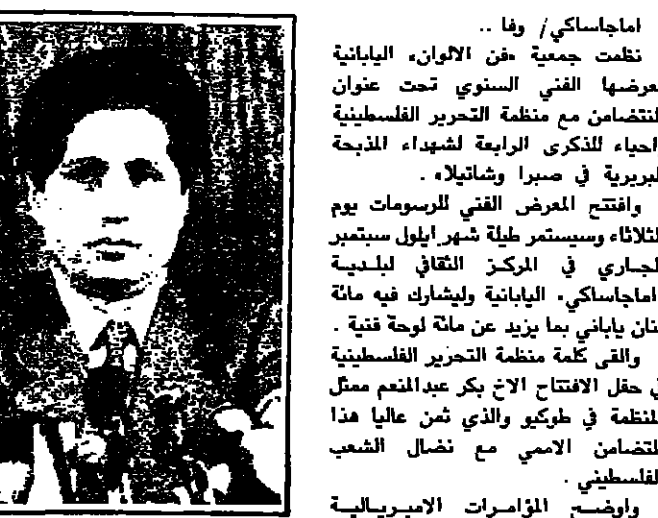 اماجاساكي / وفا ..
نظمت جمعية «فن الالوان» اليابانية
معرضها الفني السنوي تحت عنوان
لنتضامن مع منظمة التحرير الفلسطينية
احياء للذكرى الرابعة لشهداء المذبحة
البربرية في صبرا وشاتيلا» .
وافتتح المعرض الفني للرسومات يوم
الثلاثاء وسيستمر طيلة شهر ايلول سبتمبر
الجاري في المركز الثقافي لبلدية
اماجاساكي» اليابانية وليشارك فيه مائة
فنان ياباني بما يزيد عن مائة لوحة فنية .
والقى كلمة منظمة التحرير الفلسطينية
في حفل الافتتاح الاخ بكر عبدالمنعم ممثل
المنظمة في طوكيو والذي ثمن عاليا هذا
التضامن الاممي مع نضال الشعب
الفلسطيني .
واوضح المؤامرات الامبريالية